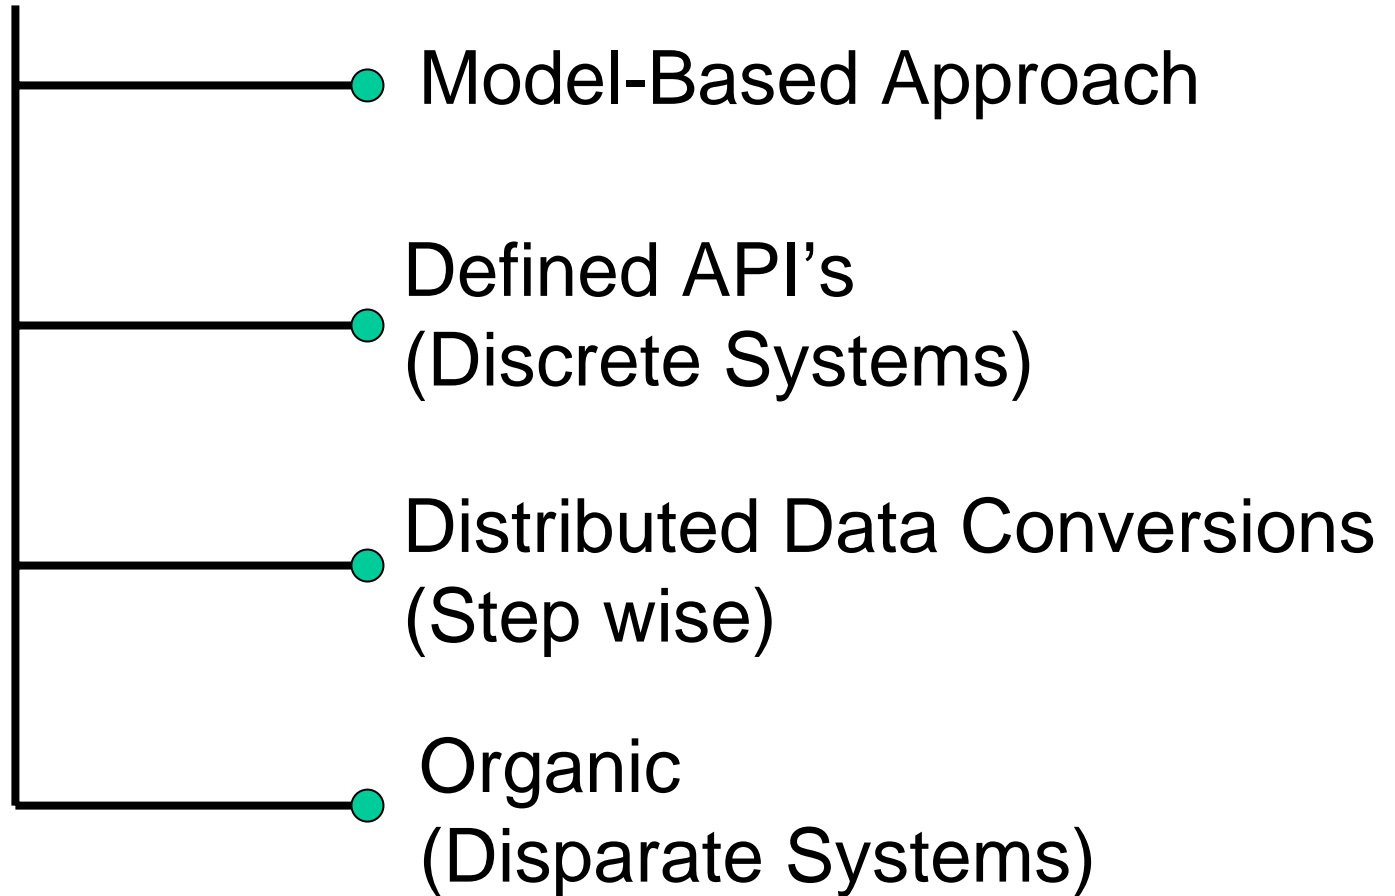 Model-Based Approach
Defined API’s
(Discrete Systems)
Distributed Data Conversions
(Step wise)
Organic
(Disparate Systems)